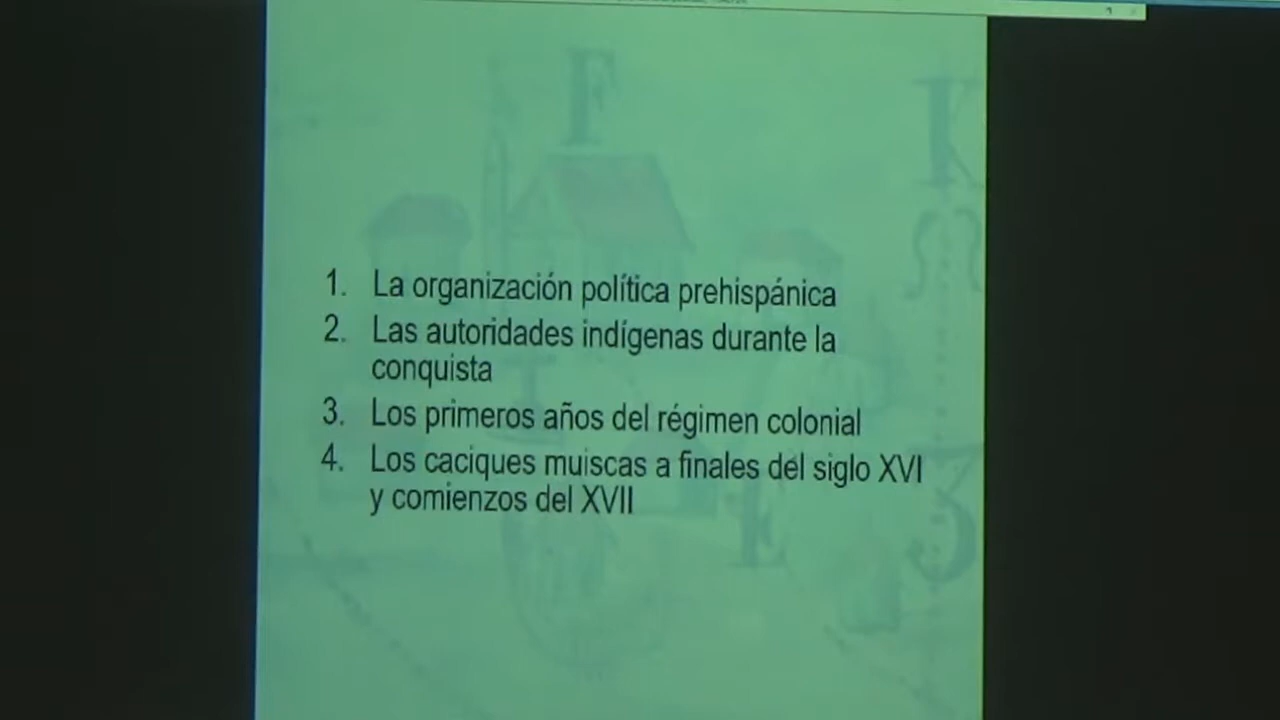 F
1. La organización política prehispánica
2. Las autoridades indígenas durante la
conquista
3. Los primeros años del régimen colonial
4. Los caciques muiscas a finales del siglo XVI
y comienzos del XVII